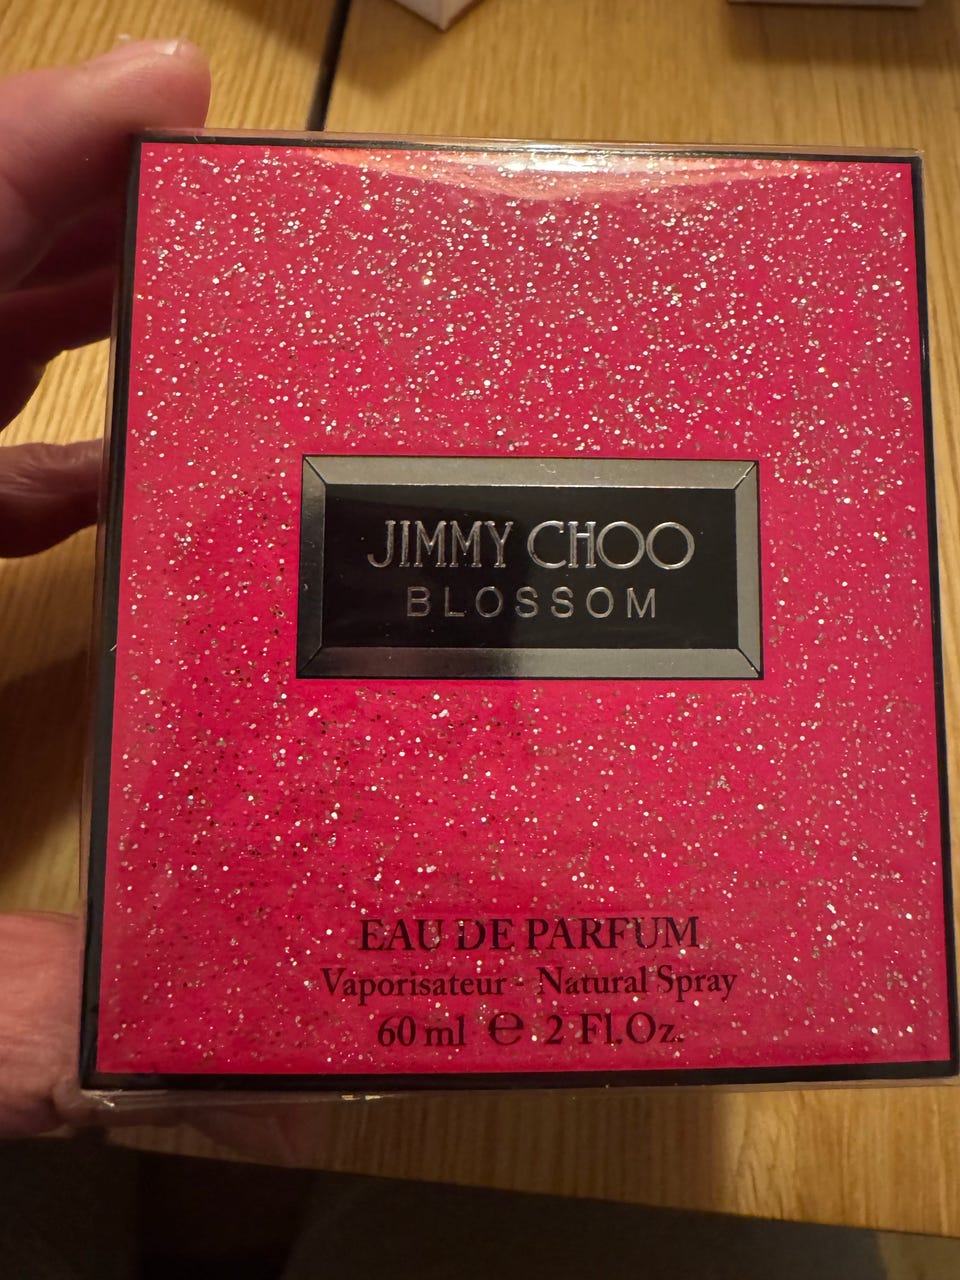 JIMMY CHOO
BLOSSOM
EAU DE PARFUM
Vaporisateur - Natural Spray
60 ml ℮ 2 Fl.Oz.